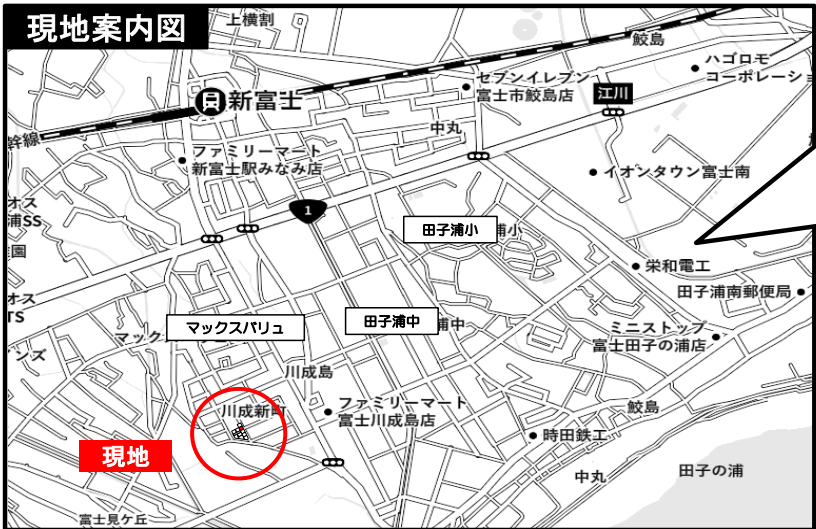 現地案内図
上横割
鮫島
ハゴロモ
コーポレーショ
セブンイレブン
富士市鮫島店
江川
新富士
中丸
幹線
ファミリーマート
新富士駅みなみ店
イオンタウン富士南
オス
浦SS
1
田子浦小
浦小
園
栄和電工
田子浦南郵便局
オス
TS
マックスバリュ
田子浦中
浦中
マック
ミニストップ
富士田子の浦店
インズ
川成島
川成新町
ファミリーマート
富士川成島店
鮫島
現地
時田鉄工
中丸
田子の浦
富士見ケ丘